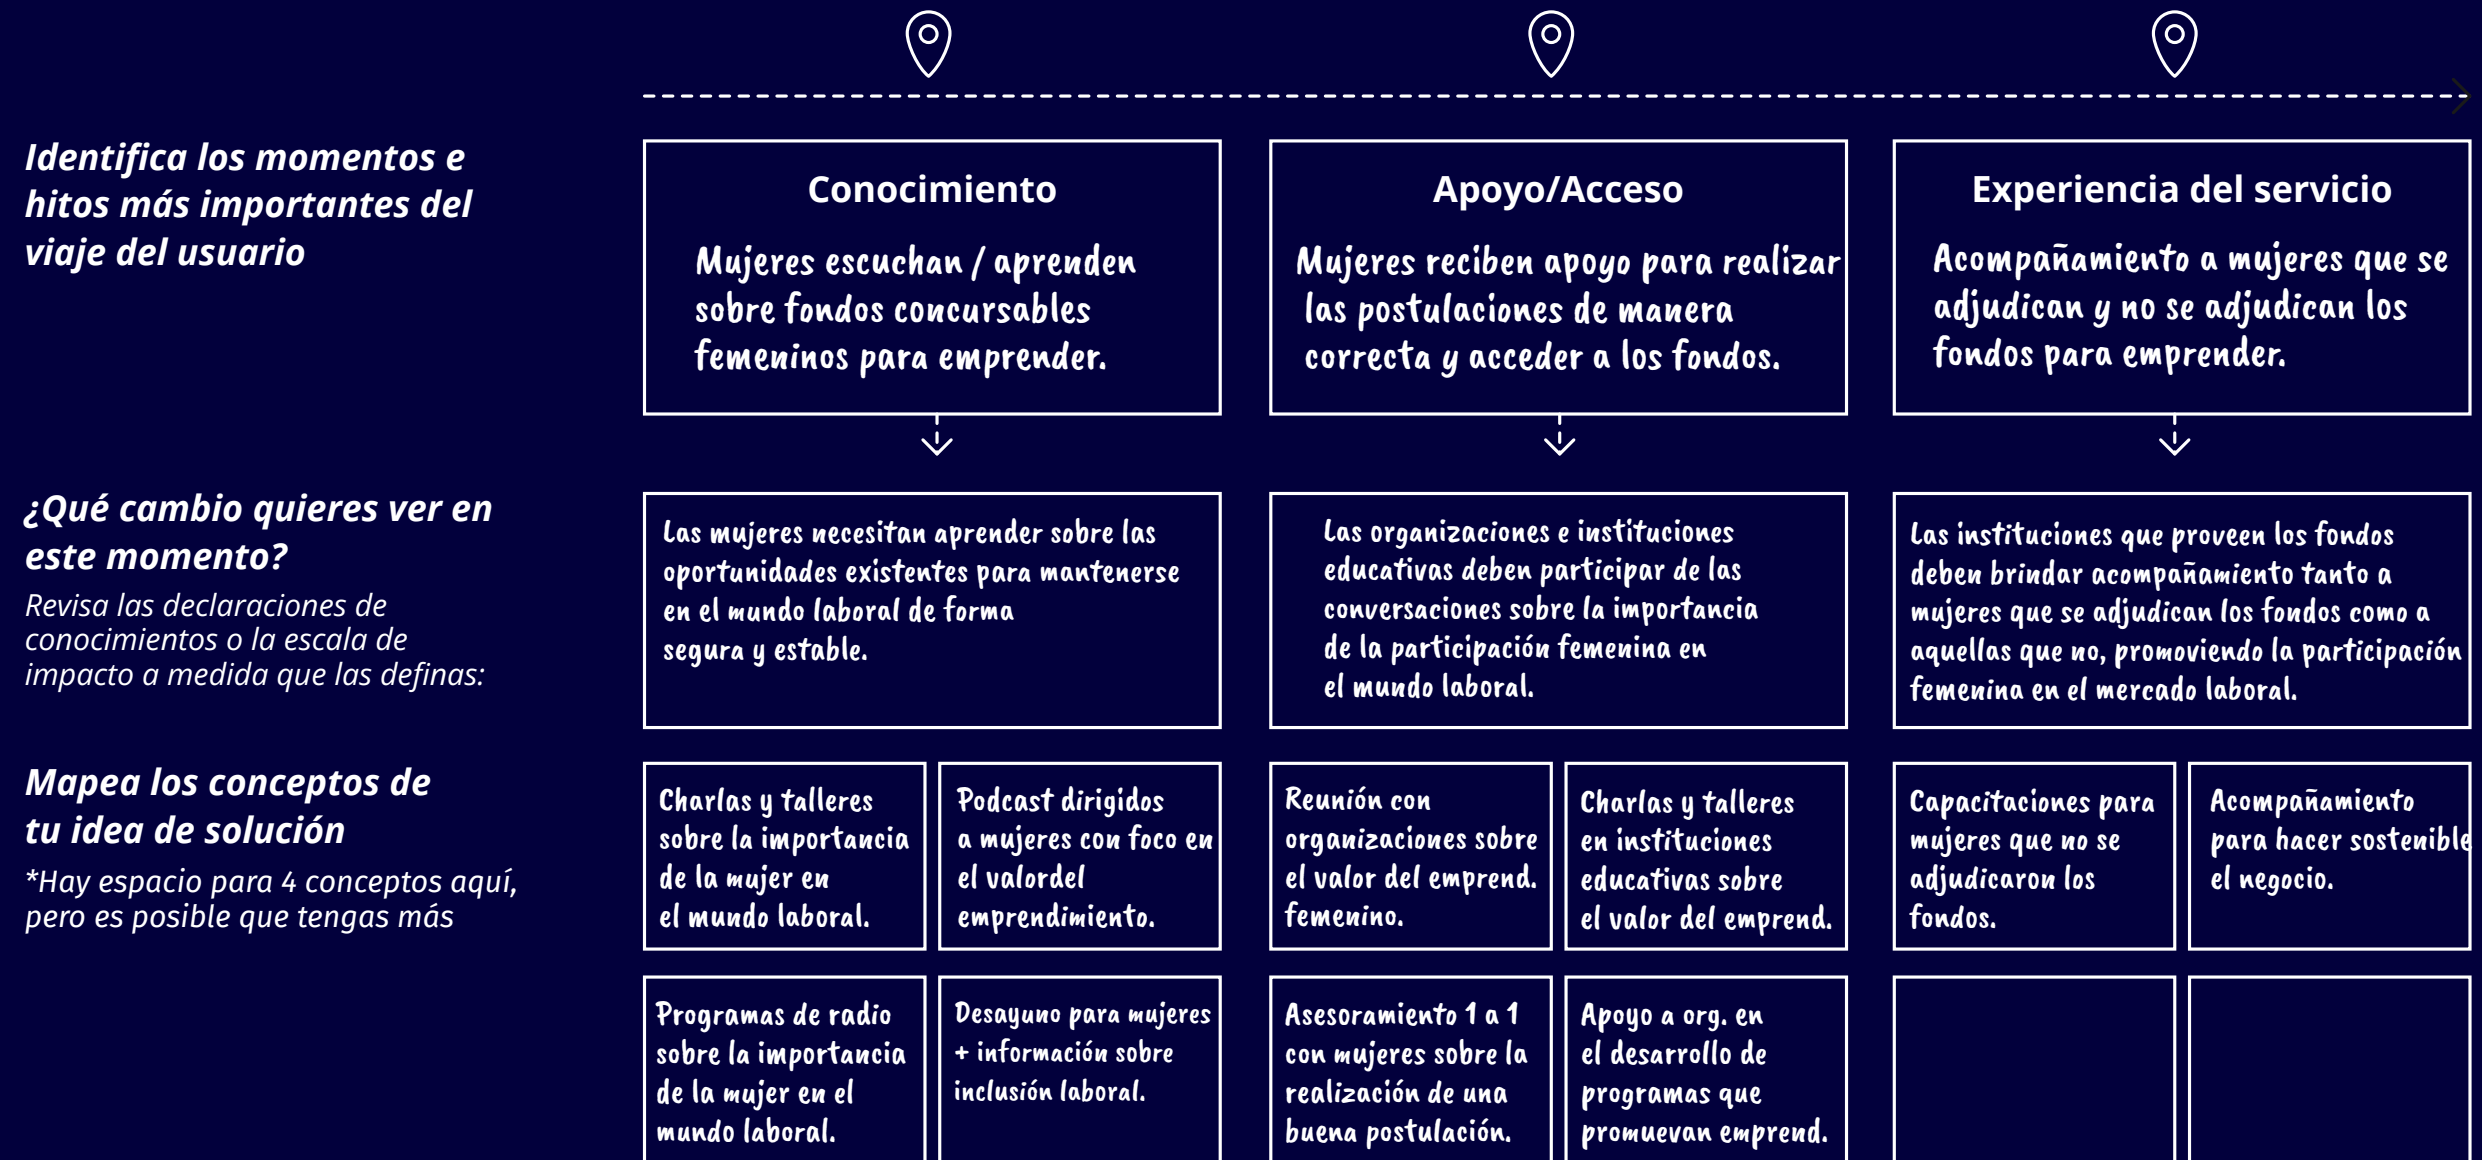 Identifica los momentos e
hitos más importantes del
viaje del usuario
Conocimiento
Mujeres escuchan / aprenden
sobre fondos concursables
femeninos para emprender.
Apoyo/Acceso
Mujeres reciben apoyo para realizar
las postulaciones de manera
correcta y acceder a los fondos.
Experiencia del servicio
Acompañamiento a mujeres que se
adjudican y no se adjudican los
fondos para emprender.
¿Qué cambio quieres ver en
este momento?
Revisa las declaraciones de
conocimientos o la escala de
impacto a medida que las definas:
Las mujeres necesitan aprender sobre las
oportunidades existentes para mantenerse
en el mundo laboral de forma
segura y estable.
Las organizaciones e instituciones
educativas deben participar de las
conversaciones sobre la importancia
de la participación femenina en
el mundo laboral.
Las instituciones que proveen los fondos
deben brindar acompañamiento tanto a
mujeres que se adjudican los fondos como a
aquellas que no, promoviendo la participación
femenina en el mercado laboral.
Mapea los conceptos de
tu idea de solución
*Hay espacio para 4 conceptos aquí,
pero es posible que tengas más
Charlas y talleres
sobre la importancia
de la mujer en
el mundo laboral.
Podcast dirigidos
a mujeres con foco en
el valordel
emprendimiento.
Reunión con
organizaciones sobre
el valor del emprend.
femenino.
Charlas y talleres
en instituciones
educativas sobre
el valor del emprend.
Capacitaciones para
mujeres que no se
adjudicaron los
fondos.
Acompañamiento
para hacer sostenible
el negocio.
Programas de radio
sobre la importancia
de la mujer en el
mundo laboral.
Desayuno para mujeres
+ información sobre
inclusión laboral.
Asesoramiento 1 a 1
con mujeres sobre la
realización de una
buena postulación.
Apoyo a org. en
el desarrollo de
programas que
promuevan emprend.